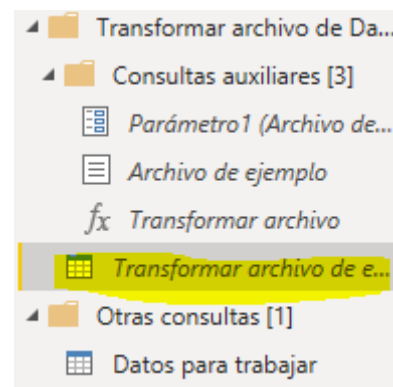 Transformar archivo de Da...
Consultas auxiliares [3]
Parámetro1 (Archivo de...
Archivo de ejemplo
fx Transformar archivo
Transformar archivo de e...
Otras consultas [1]
Datos para trabajar